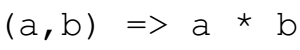 (a,b) => a * b